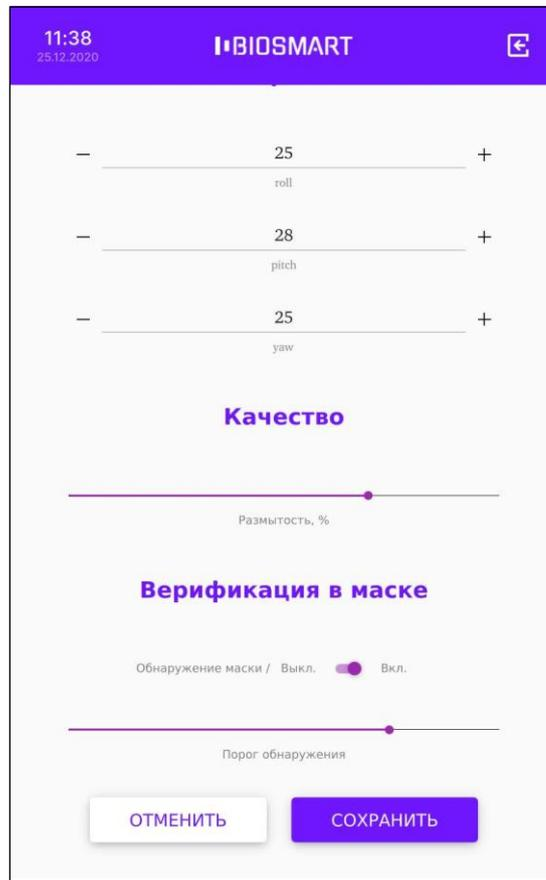 11:38
25.12.2020
BIOSMART
− 25 +
roll
− 28 +
pitch
− 25 +
yaw
Качество
Размытость, %
Верификация в маске
Обнаружение маски / Выкл. Вкл.
Порог обнаружения
ОТМЕНИТЬ СОХРАНИТЬ